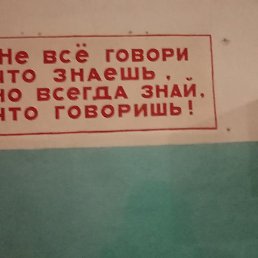 Не всё говори
что знаешь,
но всегда знай,
что говоришь!